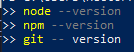 >> node --version
>> npm --version
git -- version